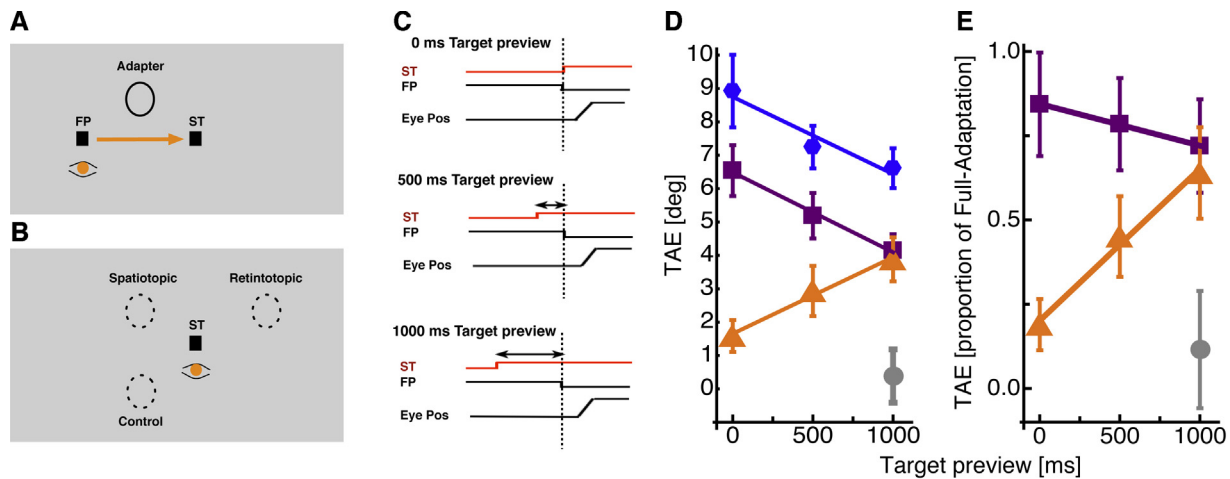 A
Adapter
FP
ST
B
Spatiotopic
Retintotopic
ST
Control
C
0 ms Target preview
ST
FP
Eye Pos
500 ms Target preview
ST
FP
Eye Pos
1000 ms Target preview
ST
FP
Eye Pos
D
TAE [deg]
10
9
8
7
6
5
4
3
2
1
0
0 500 1000
E
TAE [proportion of Full-Adaptation]
1.0
0.5
0.0
0 500 1000
Target preview [ms]